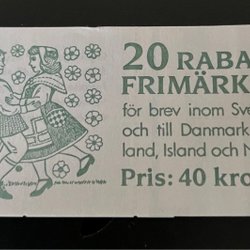 20 RABA
FRIMÄRK
för brev inom Sve
och till Danmark
land, Island och N
Pris: 40 kro